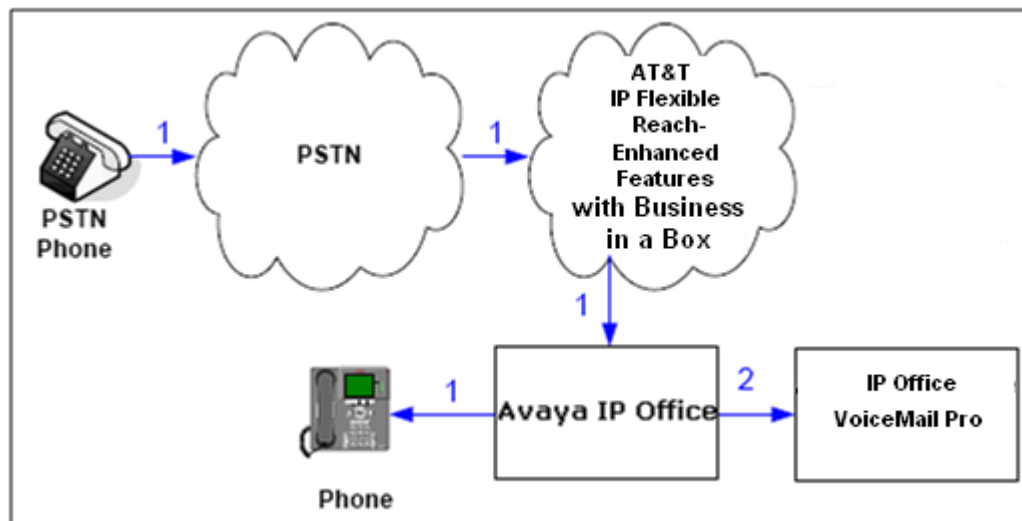 1
PSTN
Phone
PSTN
1
AT&T
IP Flexible
Reach-
Enhanced
Features
with Business
in a Box
1
Phone
1
Avaya IP Office
2
IP Office
VoiceMail Pro